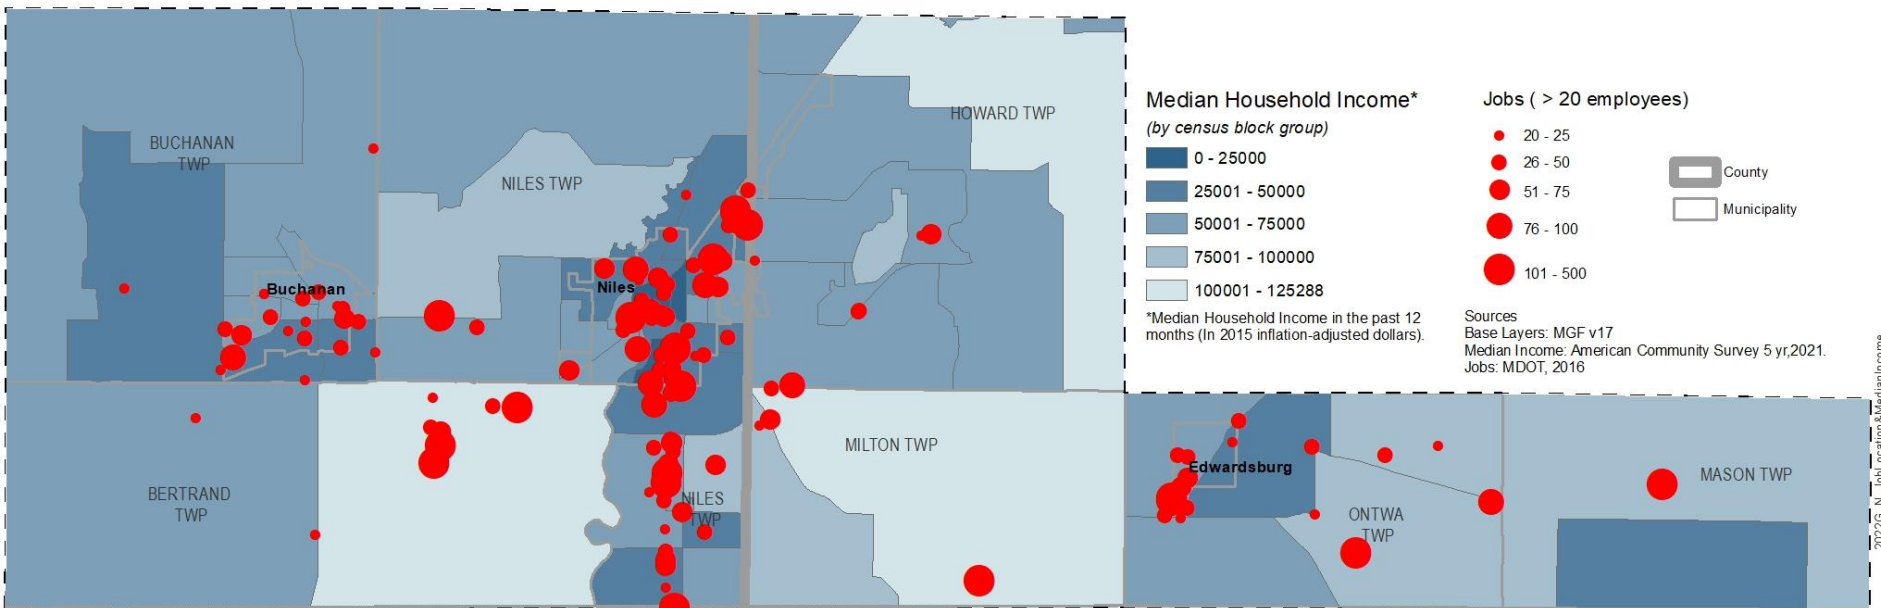 BUCHANAN
TWP
NILES TWP
HOWARD TWP
Buchanan
Niles
BERTRAND
TWP
NILES
TWP
MILTON TWP
Edwardsburg
ONTWA
TWP
MASON TWP
Median Household Income*
(by census block group)
0 - 25000
25001 - 50000
50001 - 75000
75001 - 100000
100001 - 125288
*Median Household Income in the past 12
months (In 2015 inflation-adjusted dollars).
Jobs ( > 20 employees)
20 - 25
26 - 50
51 - 75
76 - 100
101 - 500
County
Municipality
Sources
Base Layers: MGF v17
Median Income: American Community Survey 5 yr,2021.
Jobs: MDOT, 2016